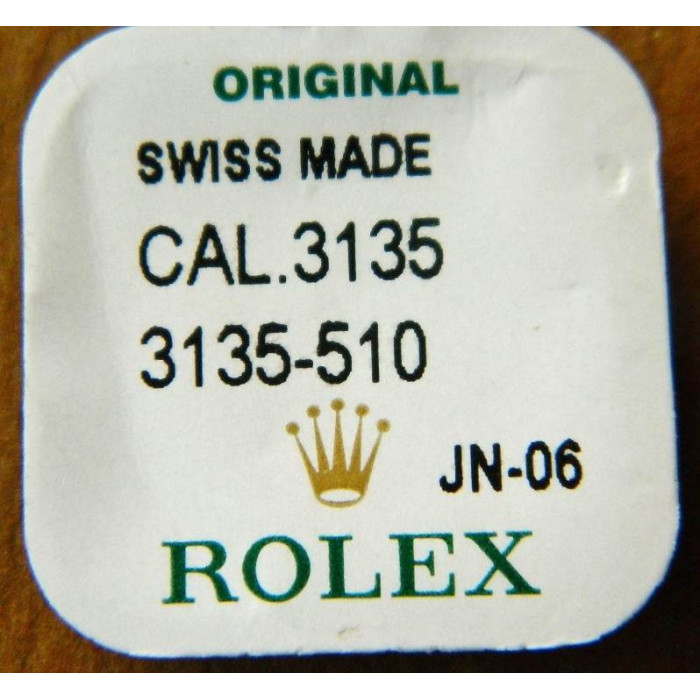 ORIGINAL
SWISS MADE
CAL.3135
3135-510
JN-06
ROLEX